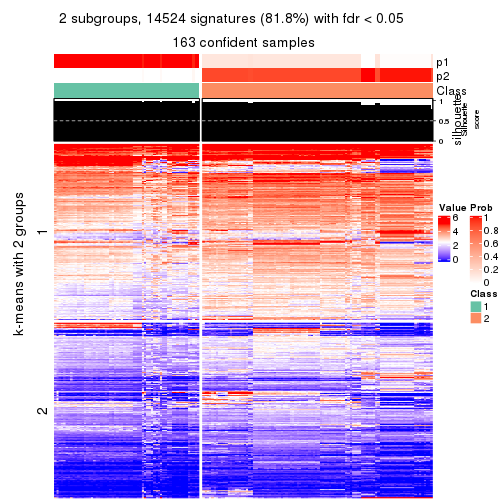 2 subgroups, 14524 signatures (81.8%) with fdr < 0.05
163 confident samples
p1
p2
Class
1
0.5
0
silhouette
Silhouette
score
k-means with 2 groups
1
2
Value
6
4
2
0
Prob
1
0.8
0.6
0.4
0.2
0
Class
1
2